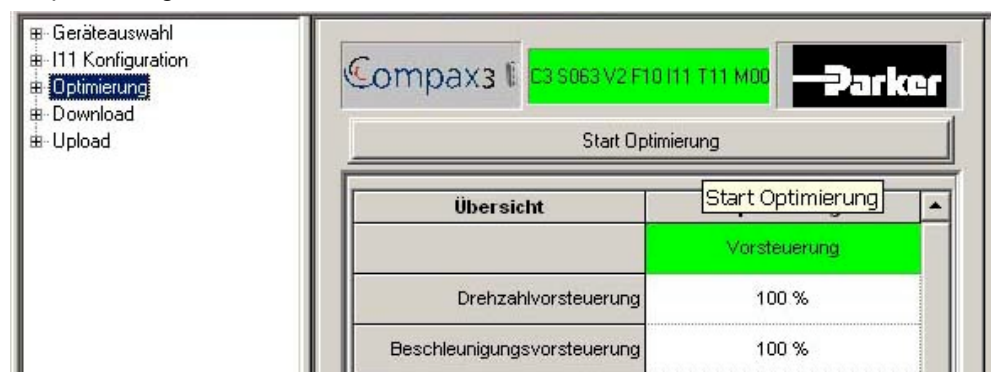 Geräteauswahl
I11 Konfiguration
Optimierung
Download
Upload
Compax3
C3 S063 V2 F10 I11 T11 M00
Parker
Start Optimierung
Start Optimierung
Übersicht
Vorsteuerung
Drehzahlvorsteuerung 100 %
Beschleunigungsvorsteuerung 100 %